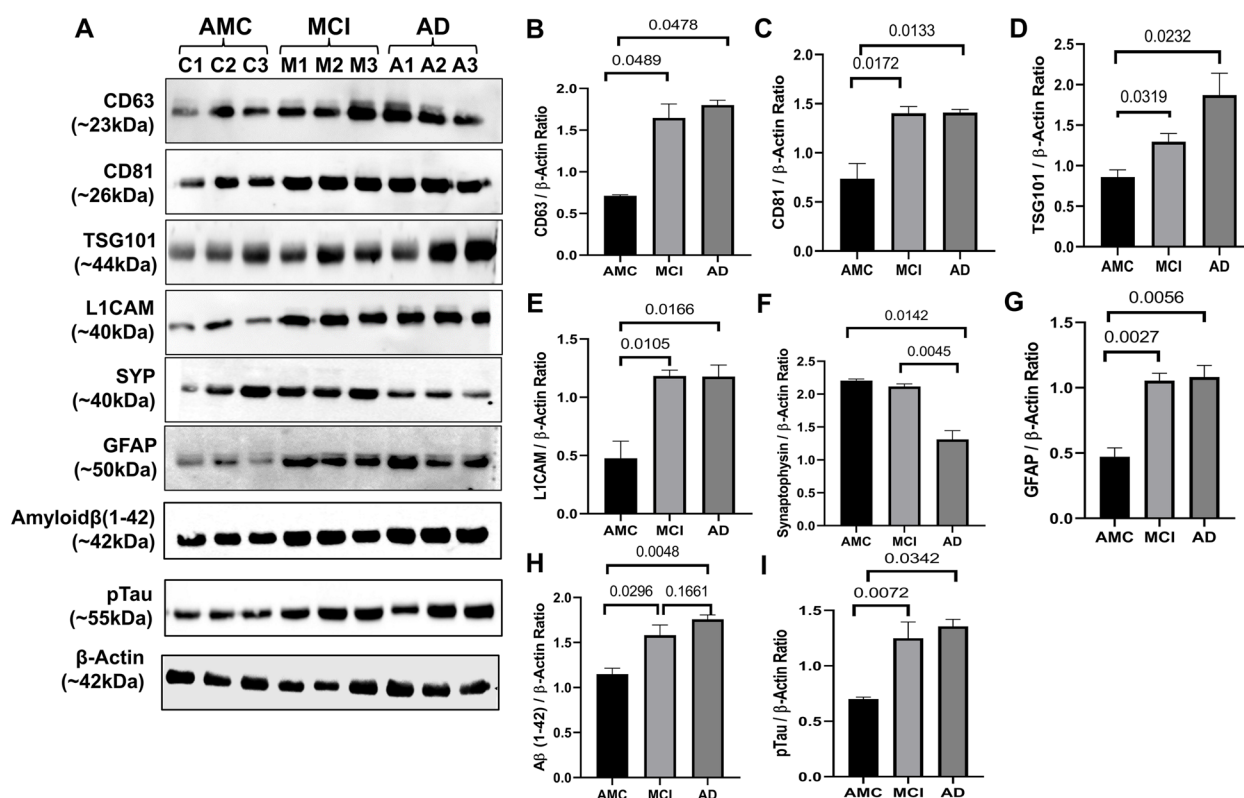 A
AMC MCI AD
C1 C2 C3 M1 M2 M3 A1 A2 A3
CD63
(~23kDa)
CD81
(~26kDa)
TSG101
(~44kDa)
L1CAM
(~40kDa)
SYP
(~40kDa)
GFAP
(~50kDa)
Amyloidβ(1-42)
(~42kDa)
pTau
(~55kDa)
β-Actin
(~42kDa)
B
0.0478
0.0489
CD63 / β-Actin Ratio
2.0
1.5
1.0
0.5
0.0
AMC MCI AD
C
0.0133
0.0172
CD81 / β-Actin Ratio
2.0
1.5
1.0
0.5
0.0
AMC MCI AD
D
0.0232
0.0319
TSG101 / β-Actin Ratio
2.5
2.0
1.5
1.0
0.5
0.0
AMC MCI AD
E
0.0166
0.0105
L1CAM / β-Actin Ratio
1.5
1.0
0.5
0.0
AMC MCI AD
F
0.0142
0.0045
Synaptophysin / β-Actin Ratio
2.5
2.0
1.5
1.0
0.5
0.0
AMC MCI AD
G
0.0056
0.0027
GFAP / β-Actin Ratio
1.5
1.0
0.5
0.0
AMC MCI AD
H
0.0048
0.0296 0.1661
Aβ (1-42) / β-Actin Ratio
2.0
1.5
1.0
0.5
0.0
AMC MCI AD
I
0.0342
0.0072
pTau / β-Actin Ratio
1.5
1.0
0.5
0.0
AMC MCI AD